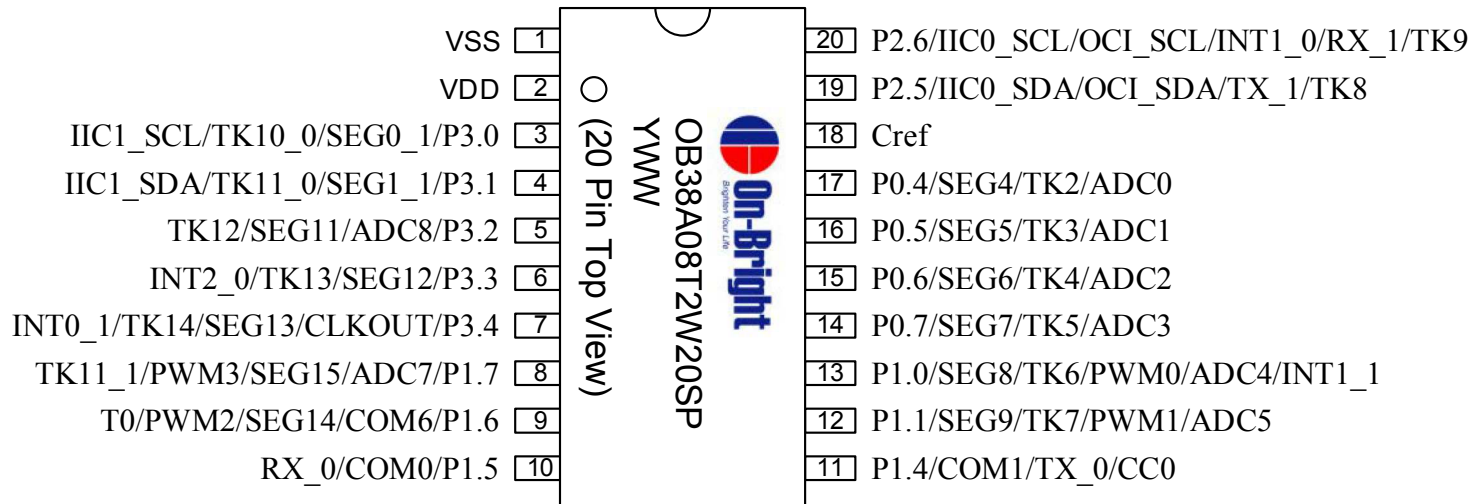 VSS 1
VDD 2
IIC1_SCL/TK10_0/SEG0_1/P3.0 3
IIC1_SDA/TK11_0/SEG1_1/P3.1 4
TK12/SEG11/ADC8/P3.2 5
INT2_0/TK13/SEG12/P3.3 6
INT0_1/TK14/SEG13/CLKOUT/P3.4 7
TK11_1/PWM3/SEG15/ADC7/P1.7 8
T0/PWM2/SEG14/COM6/P1.6 9
RX_0/COM0/P1.5 10
On-Bright
Brighten Your Life
OB38A08T2W20SP
YWW
(20 Pin Top View)
20 P2.6/IIC0_SCL/OCI_SCL/INT1_0/RX_1/TK9
19 P2.5/IIC0_SDA/OCI_SDA/TX_1/TK8
18 Cref
17 P0.4/SEG4/TK2/ADC0
16 P0.5/SEG5/TK3/ADC1
15 P0.6/SEG6/TK4/ADC2
14 P0.7/SEG7/TK5/ADC3
13 P1.0/SEG8/TK6/PWM0/ADC4/INT1_1
12 P1.1/SEG9/TK7/PWM1/ADC5
11 P1.4/COM1/TX_0/CC0